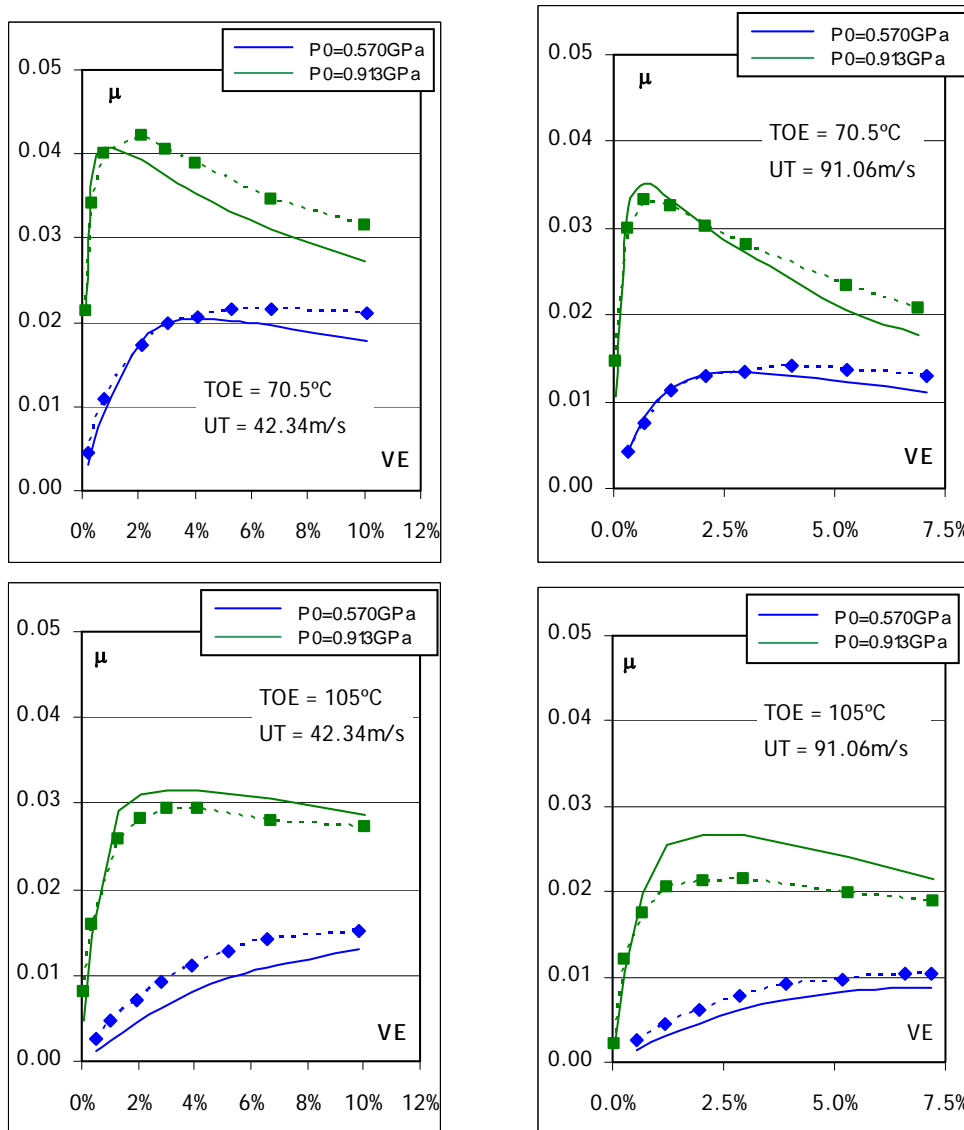 P0=0.570GPa
P0=0.913GPa
0.05
μ
0.04
0.03
0.02
TOE = 70.5ºC
0.01
UT = 42.34m/s
VE
0.00
0% 2% 4% 6% 8% 10% 12%
P0=0.570GPa
P0=0.913GPa
0.05
μ
TOE = 70.5ºC
0.04
UT = 91.06m/s
0.03
0.02
0.01
VE
0.00
0.0% 2.5% 5.0% 7.5%
P0=0.570GPa
P0=0.913GPa
0.05
μ
TOE = 105ºC
0.04
UT = 42.34m/s
0.03
0.02
0.01
VE
0.00
0% 2% 4% 6% 8% 10% 12%
P0=0.570GPa
P0=0.913GPa
0.05
μ
TOE = 105ºC
0.04
UT = 91.06m/s
0.03
0.02
0.01
VE
0.00
0.0% 2.5% 5.0% 7.5%